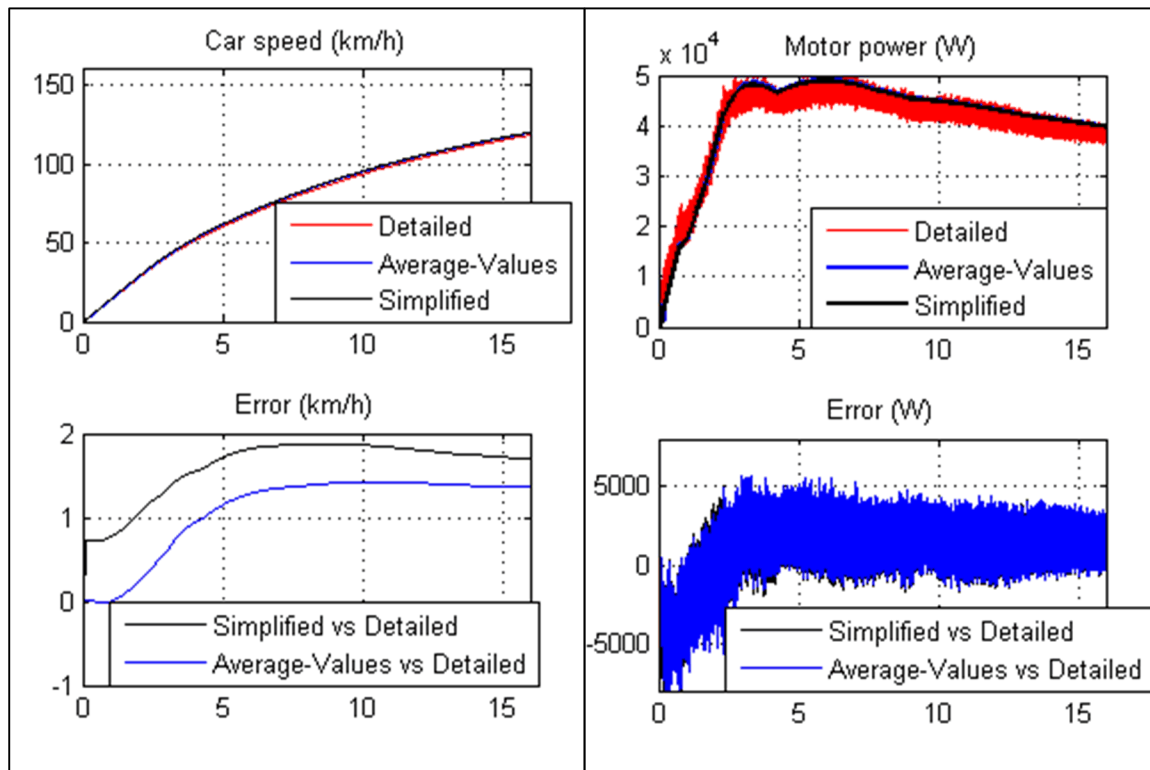 Car speed (km/h)
150
100
50
0
0 5 10 15
Detailed
Average-Values
Simplified
Motor power (W)
x 10^4
5
4
3
2
1
0
0 5 10 15
Detailed
Average-Values
Simplified
Error (km/h)
2
1
0
-1
0 5 10 15
Simplified vs Detailed
Average-Values vs Detailed
Error (W)
5000
0
-5000
0 5 10 15
Simplified vs Detailed
Average-Values vs Detailed